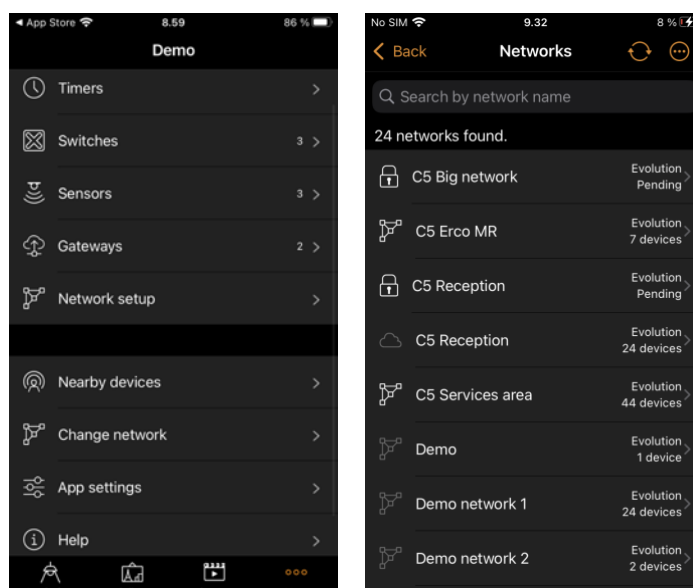 App Store 8.59 86 %
Demo
Timers
Switches 3
Sensors 3
Gateways 2
Network setup
Nearby devices
Change network
App settings
Help
No SIM 9.32 8 %
Back Networks
Search by network name
24 networks found.
C5 Big network Evolution
Pending
C5 Erco MR Evolution
7 devices
C5 Reception Evolution
Pending
C5 Reception Evolution
24 devices
C5 Services area Evolution
44 devices
Demo Evolution
1 device
Demo network 1 Evolution
24 devices
Demo network 2 Evolution
2 devices